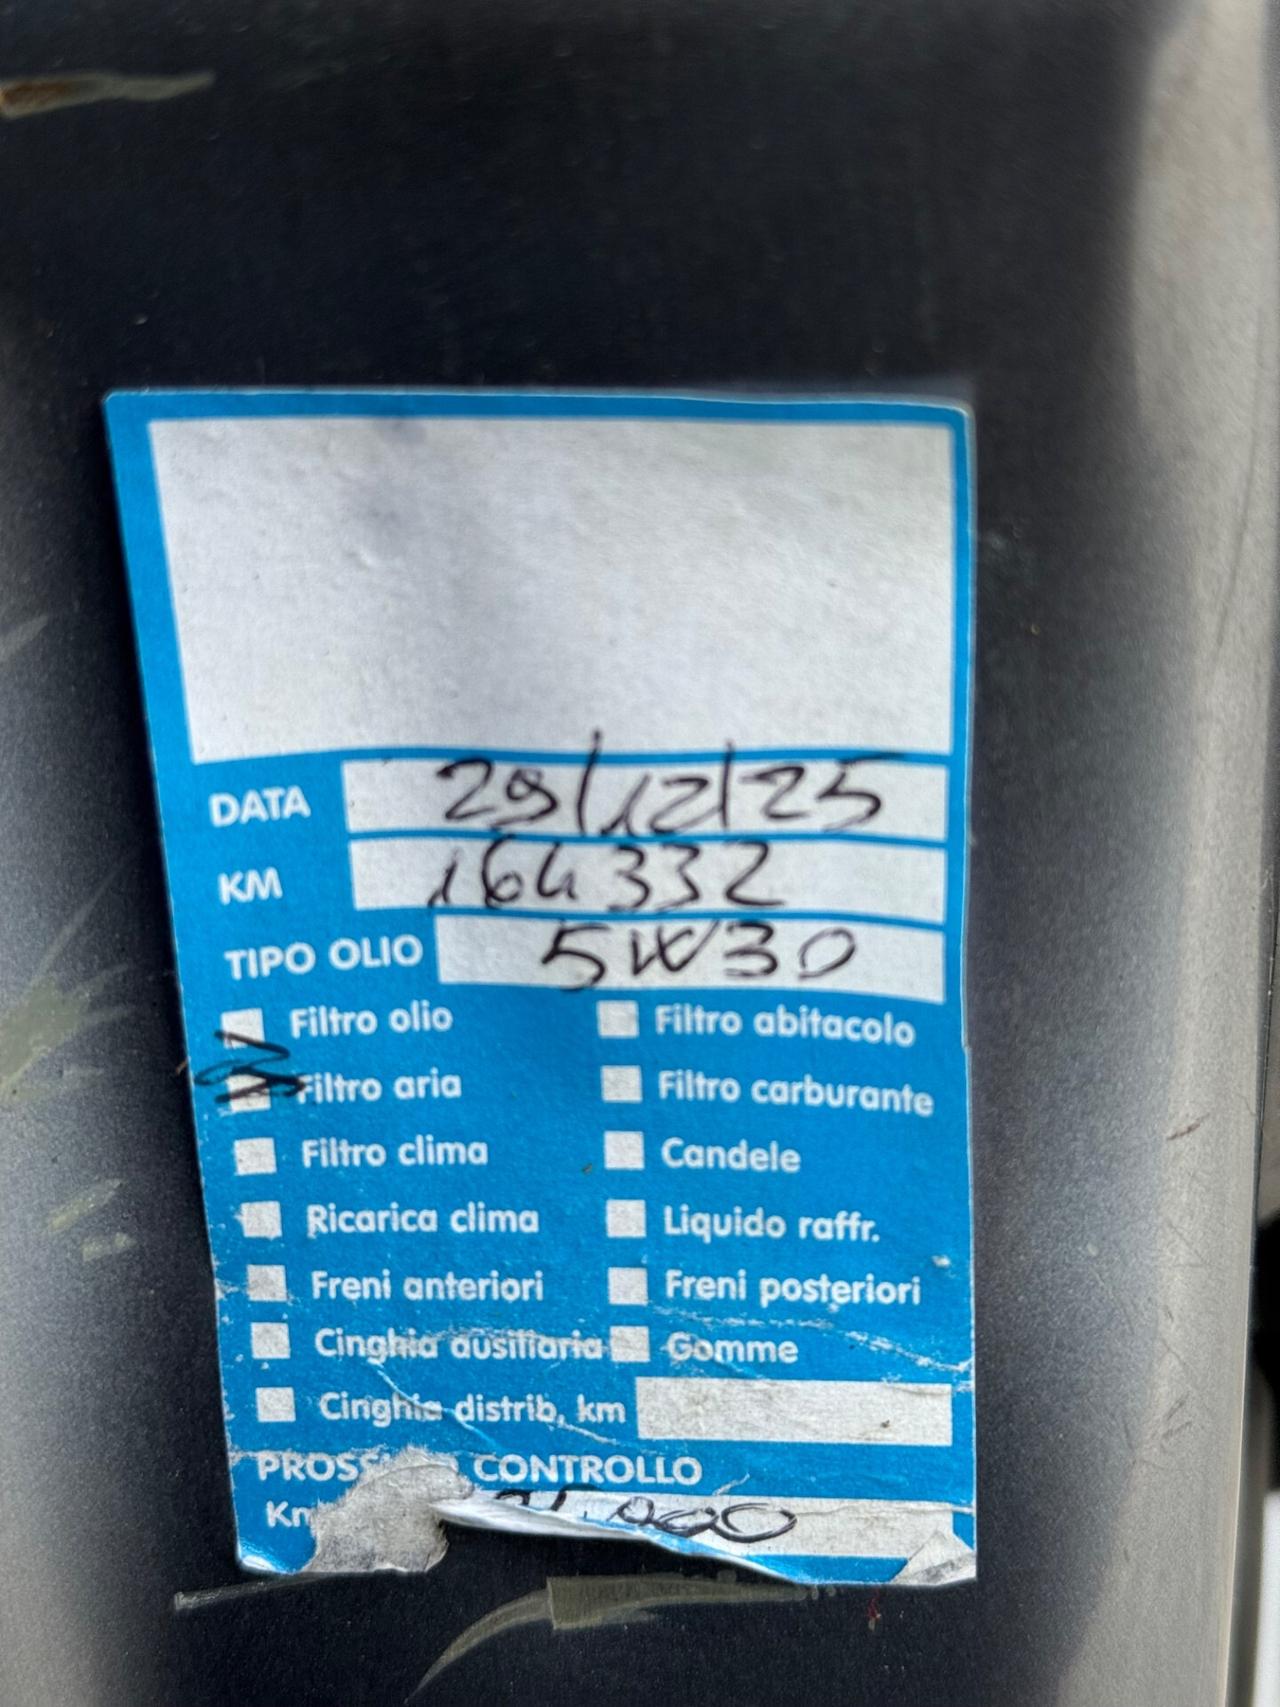 DATA 29/12/25
KM 164332
TIPO OLIO 5W30
Filtro olio Filtro abitacolo
Filtro aria Filtro carburante
Filtro clima Candele
Ricarica clima Liquido raffr.
Freni anteriori Freni posteriori
Cinghia ausiliaria Gomme
Cinghia distrib. km
CONTROLLO
Km